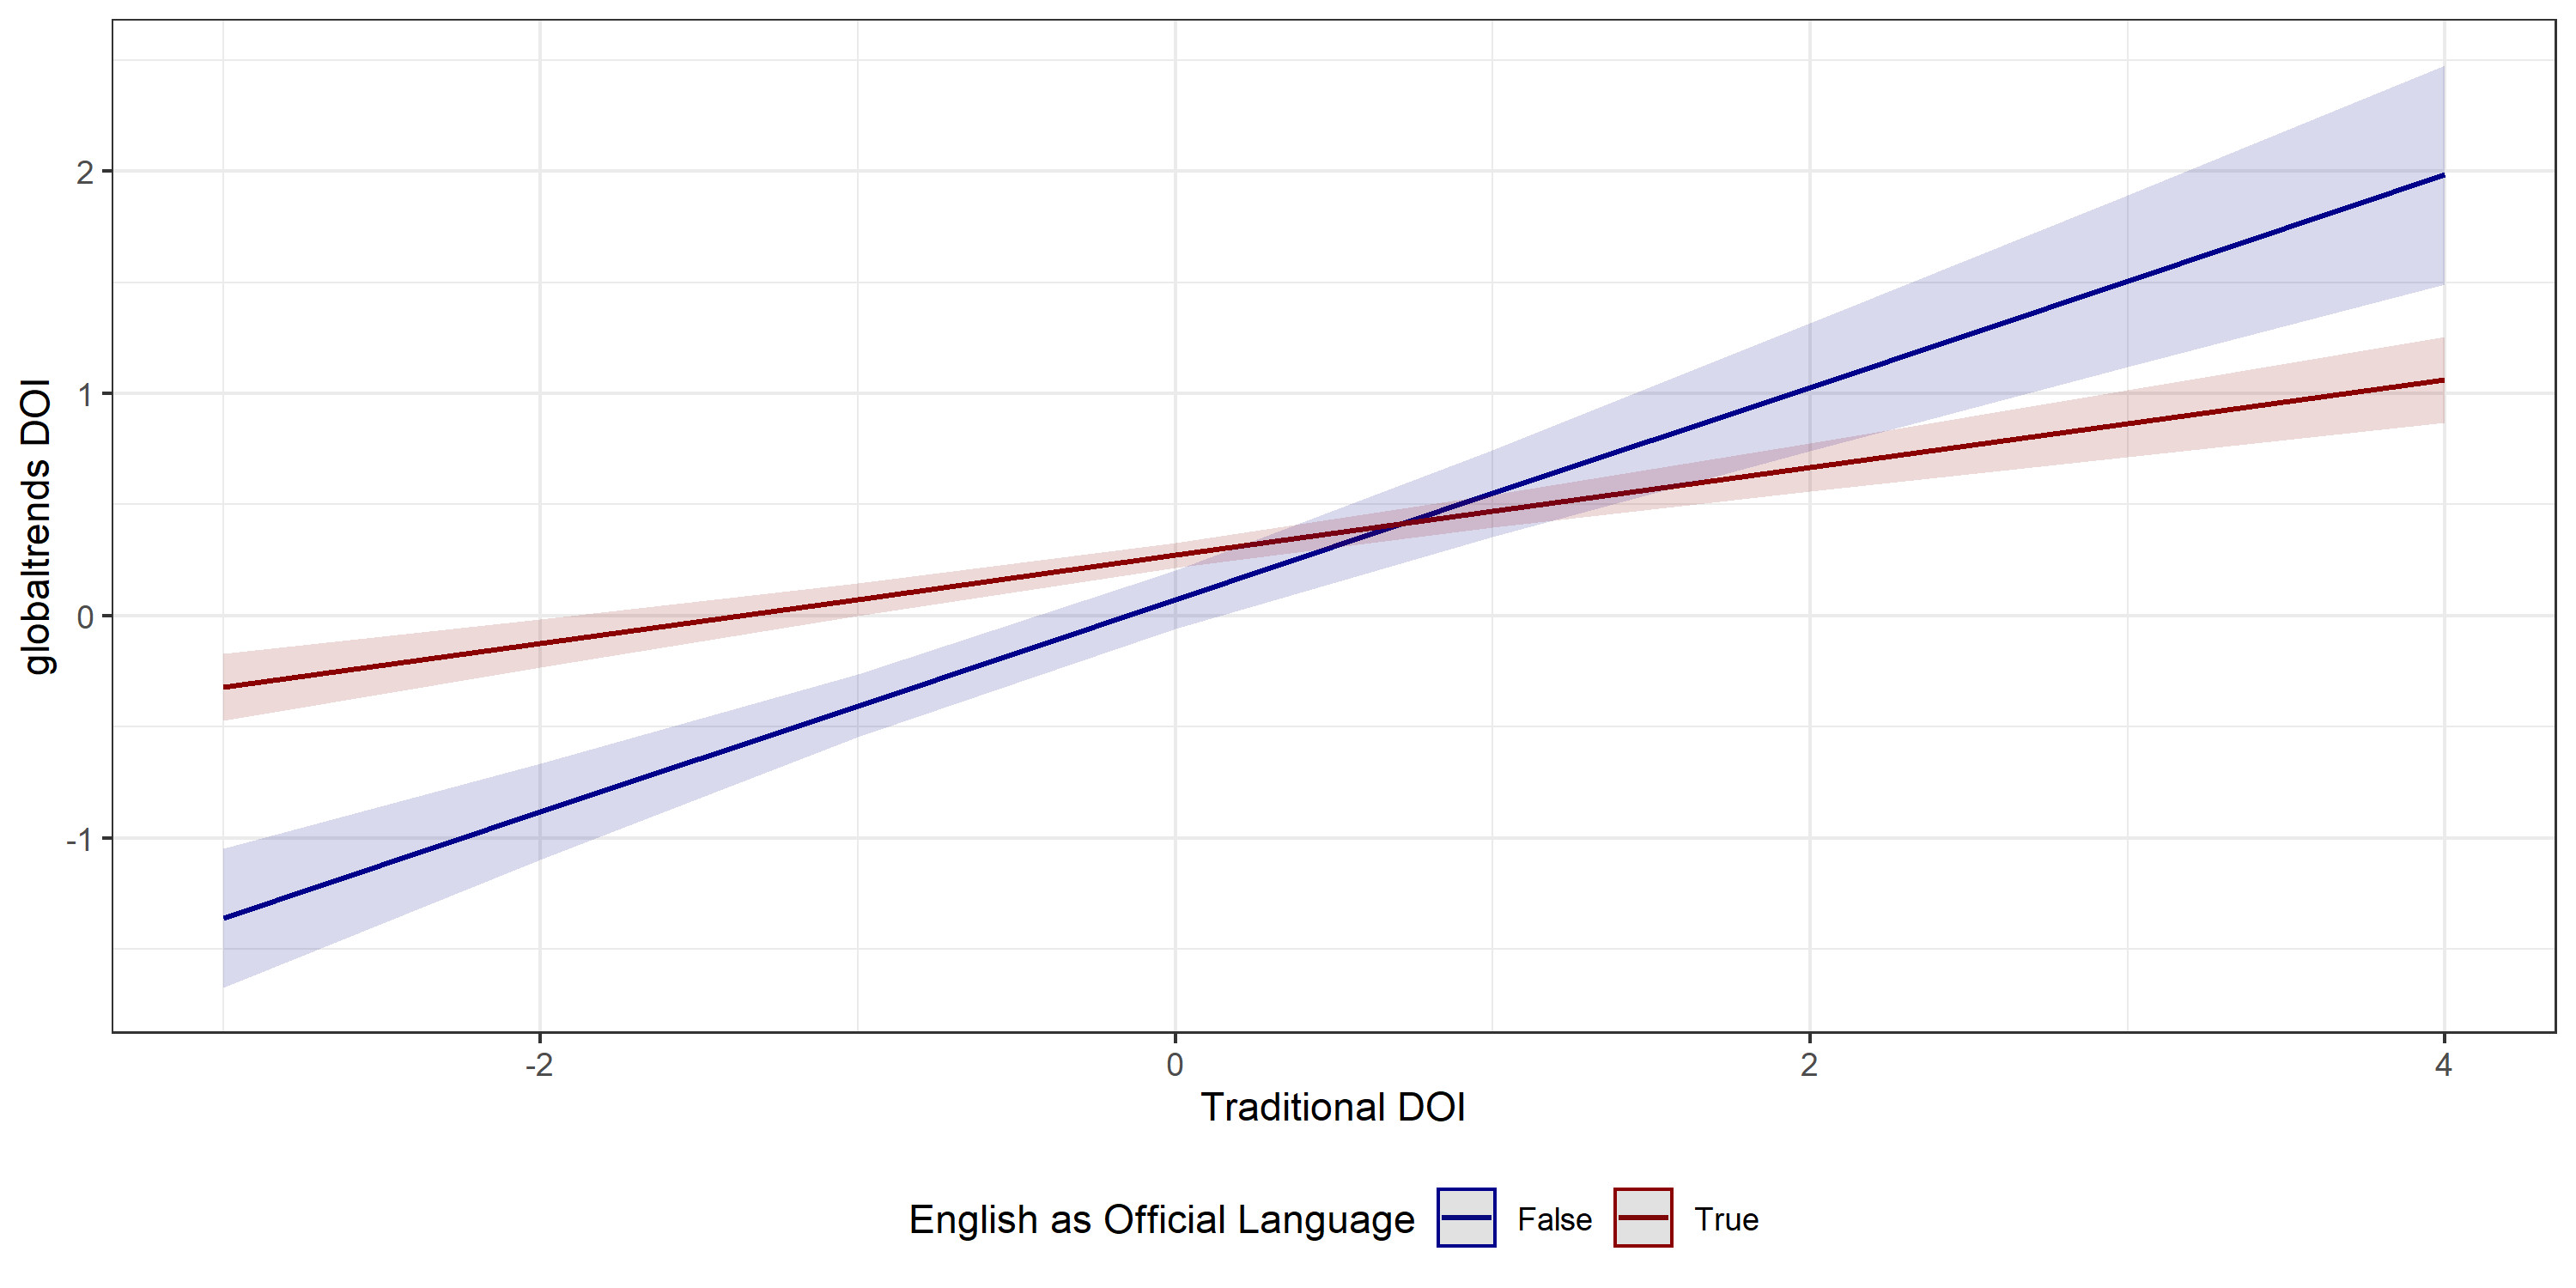 globaltrends DOI
2
1
0
-1
-2 0 2 4
Traditional DOI
English as Official Language False True